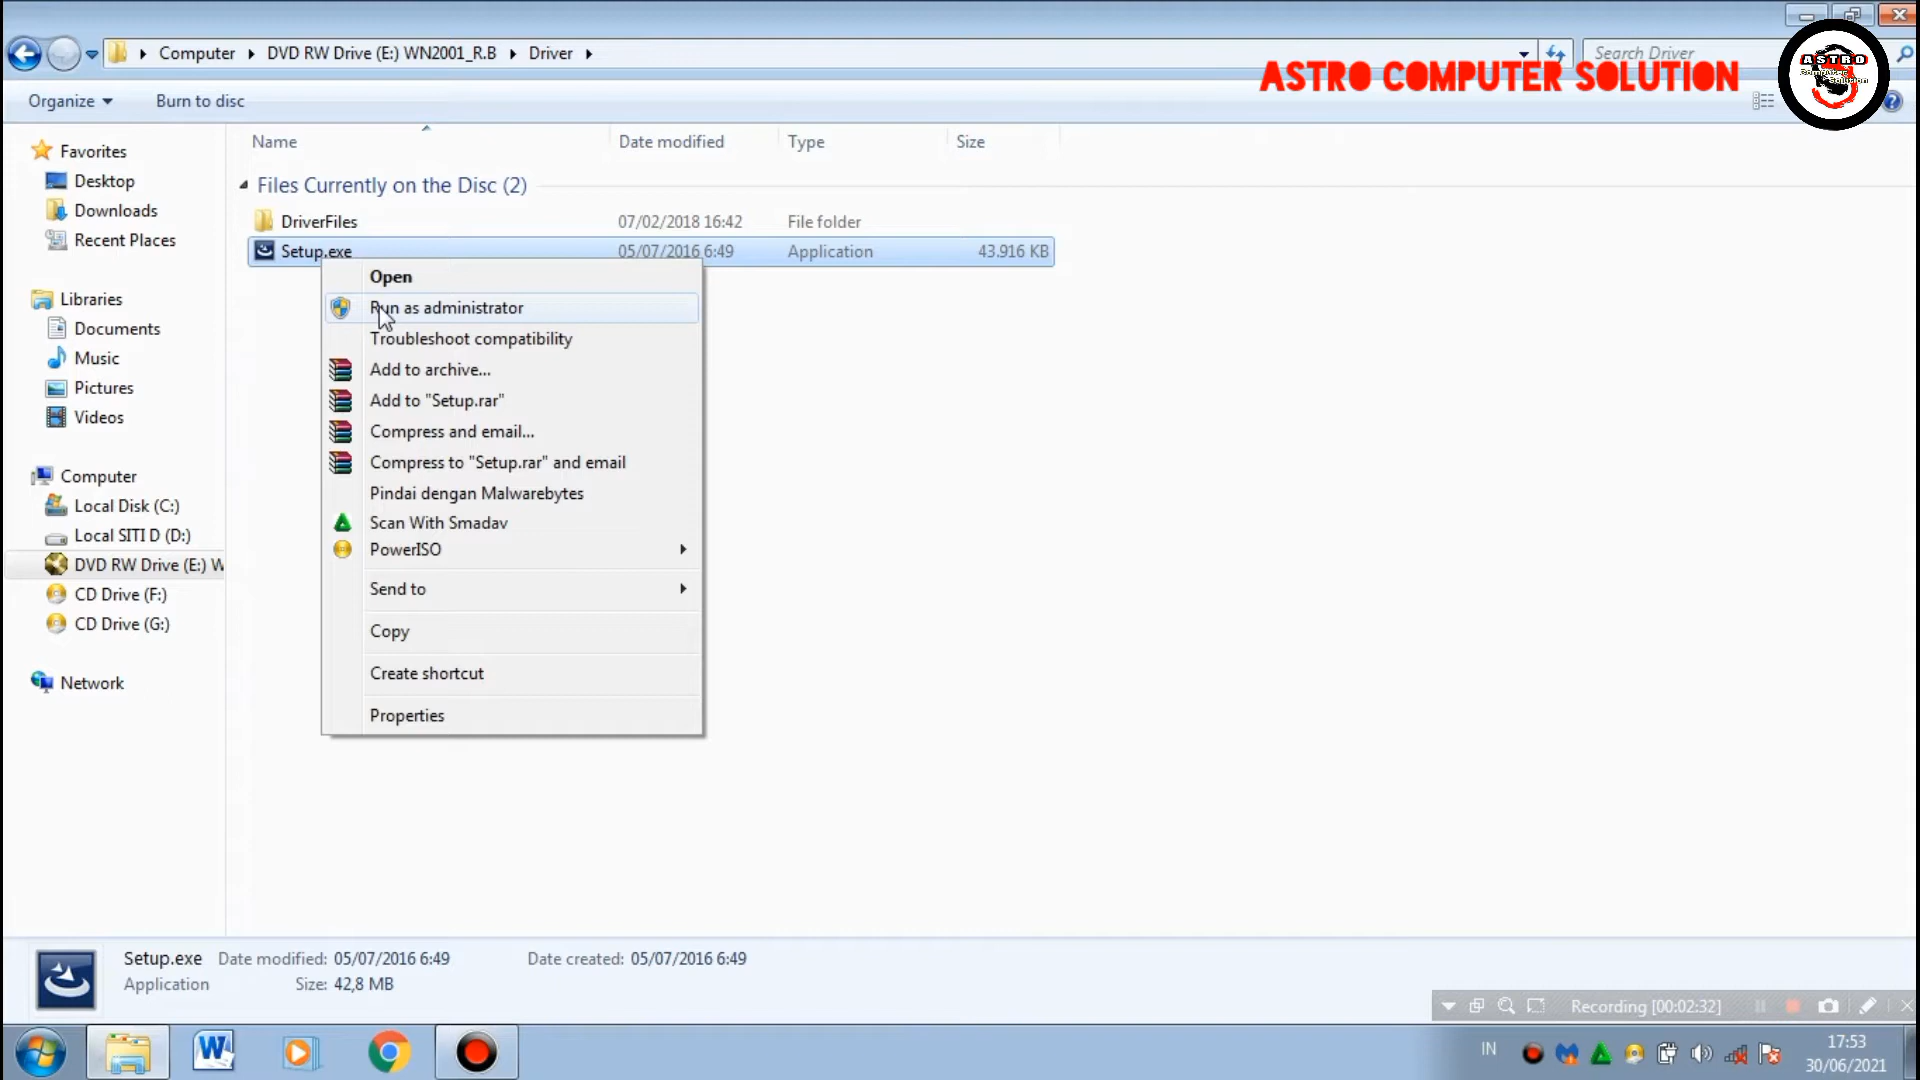 Computer
DVD RW Drive (E:) WN2001_R.B
Driver
Search Driver
ASTRO COMPUTER SOLUTION
ASTRO
Computer
Solution
Organize
Burn to disc
Name
Date modified
Type
Size
Favorites
Desktop
Downloads
Recent Places
Libraries
Documents
Music
Pictures
Videos
Computer
Local Disk (C:)
Local SITI D (D:)
DVD RW Drive (E:) W
CD Drive (F:)
CD Drive (G:)
Network
Files Currently on the Disc (2)
DriverFiles 07/02/2018 16:42 File folder
Setup.exe 05/07/2016 6:49 Application 43.916 KB
Open
Run as administrator
Troubleshoot compatibility
Add to archive...
Add to "Setup.rar"
Compress and email...
Compress to "Setup.rar" and email
Pindai dengan Malwarebytes
Scan With Smadav
PowerISO
Send to
Copy
Create shortcut
Properties
Setup.exe Date modified: 05/07/2016 6:49 Date created: 05/07/2016 6:49
Application Size: 42,8 MB
Recording [00:02:32]
IN
17:53
30/06/2021